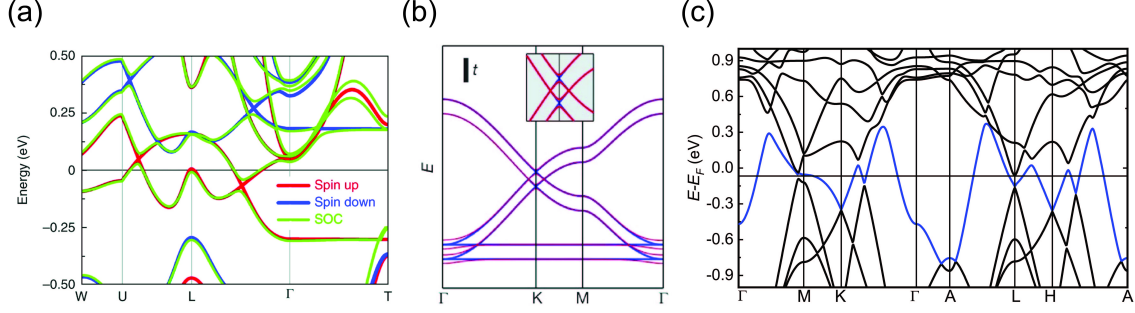 (a)
0.50
0.25
0
−0.25
−0.50
Energy (eV)
Spin up
Spin down
SOC
W U L Γ T
(b)
t
E
Γ K M Γ
(c)
0.9
0.6
0.3
0.0
-0.3
-0.6
-0.9
E-EF (eV)
Γ M K Γ A L H A